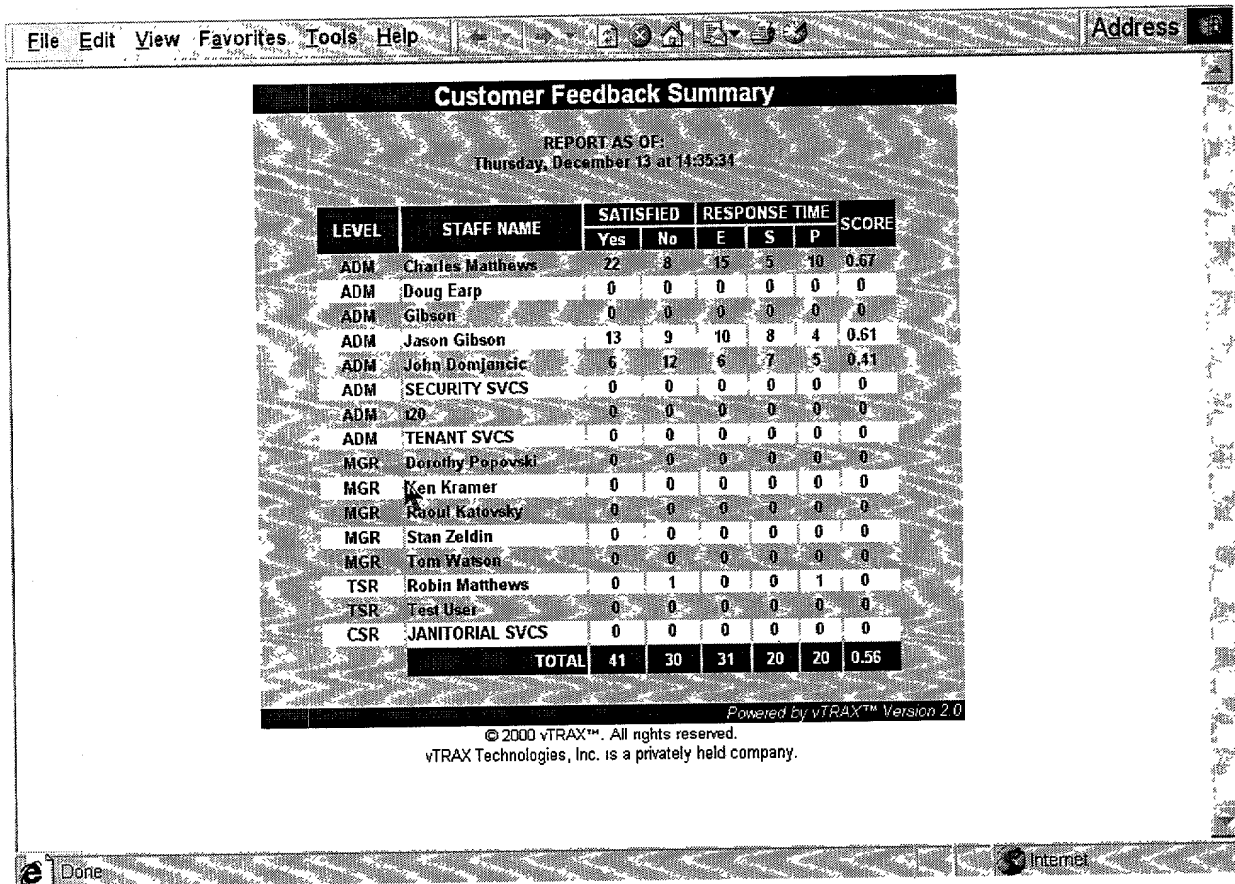 File Edit View Favorites Tools Help Address
Customer Feedback Summary
REPORT AS OF:
Thursday, December 13 at 14:35:34
LEVEL STAFF NAME SATISFIED RESPONSE TIME SCORE
Yes No E S P
ADM Charles Matthews 22 8 15 5 10 0.67
ADM Doug Earp 0 0 0 0 0 0
ADM Gibson 0 0 0 0 0 0
ADM Jason Gibson 13 9 10 8 4 0.61
ADM John Domjancic 6 12 6 7 5 0.41
ADM SECURITY SVCS 0 0 0 0 0 0
ADM t20 0 0 0 0 0 0
ADM TENANT SVCS 0 0 0 0 0 0
MGR Dorothy Popovski 0 0 0 0 0 0
MGR Ken Kramer 0 0 0 0 0 0
MGR Raoul Katovsky 0 0 0 0 0 0
MGR Stan Zeldin 0 0 0 0 0 0
MGR Tom Watson 0 0 0 0 0 0
TSR Robin Matthews 0 1 0 0 1 0
TSR Test User 0 0 0 0 0 0
CSR JANITORIAL SVCS 0 0 0 0 0 0
TOTAL 41 30 31 20 20 0.56
Powered by vTRAX™ Version 2.0
© 2000 vTRAX™. All rights reserved.
vTRAX Technologies, Inc. is a privately held company.
Done Internet